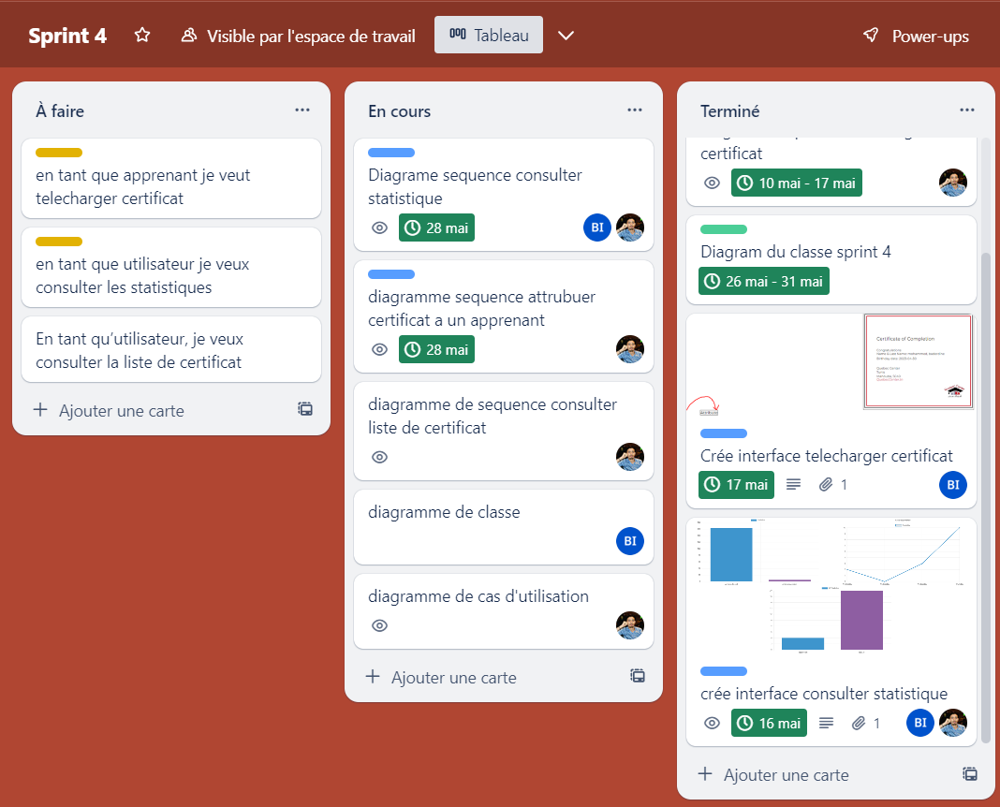 Sprint 4
Visible par l'espace de travail
Tableau
Power-ups
À faire
en tant que apprenant je veut
telecharger certificat
en tant que utilisateur je veux
consulter les statistiques
En tant qu’utilisateur, je veux
consulter la liste de certificat
Ajouter une carte
En cours
Diagrame sequence consulter
statistique
28 mai
BI
diagramme sequence attrubuer
certificat a un apprenant
28 mai
diagramme de sequence consulter
liste de certificat
diagramme de classe
BI
diagramme de cas d'utilisation
Ajouter une carte
Terminé
certificat
10 mai - 17 mai
Diagram du classe sprint 4
26 mai - 31 mai
Certificate of Completion
Crée interface telecharger certificat
17 mai
1
BI
crée interface consulter statistique
16 mai
1
BI
Ajouter une carte